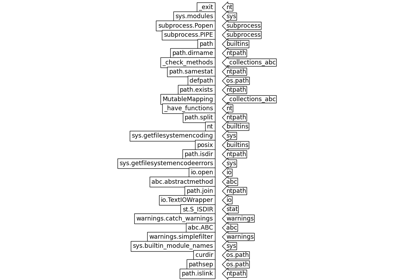 _exit nt
sys.modules sys
subprocess.Popen subprocess
subprocess.PIPE subprocess
path builtins
path.dirname ntpath
_check_methods _collections_abc
path.samestat ntpath
defpath os.path
path.exists ntpath
MutableMapping _collections_abc
_have_functions nt
path.split ntpath
nt builtins
sys.getfilesystemencoding sys
posix builtins
path.isdir ntpath
sys.getfilesystemencodeerrors sys
io.open io
abc.abstractmethod abc
path.join ntpath
io.TextIOWrapper io
st.S_ISDIR stat
warnings.catch_warnings warnings
abc.ABC abc
warnings.simplefilter warnings
sys.builtin_module_names sys
curdir os.path
pathsep os.path
path.islink ntpath